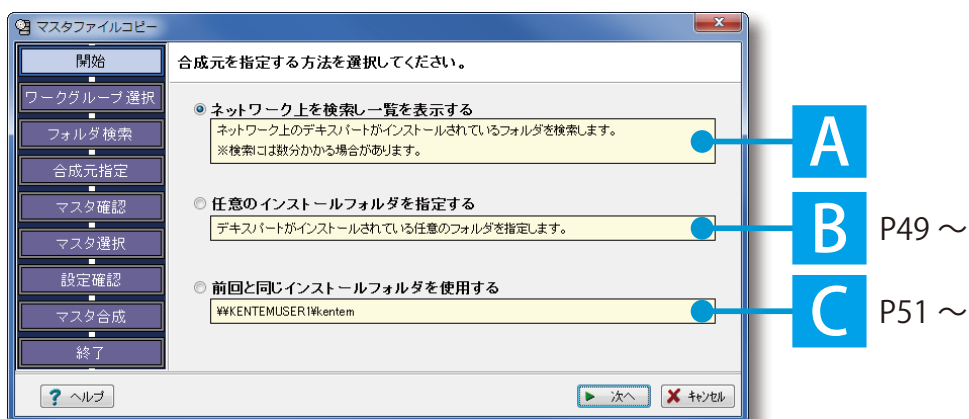 マスタファイルコピー
開始
ワークグループ選択
フォルダ検索
合成元指定
マスタ確認
マスタ選択
設定確認
マスタ合成
終了
合成元を指定する方法を選択してください。
ネットワーク上を検索し一覧を表示する
ネットワーク上のデキスパートがインストールされているフォルダを検索します。
※検索には数分かかる場合があります。
A
任意のインストールフォルダを指定する
デキスパートがインストールされている任意のフォルダを指定します。
B P49～
前回と同じインストールフォルダを使用する
¥¥KENTEMUSER1¥kentem
C P51～
? ヘルプ
次へ
キャンセル